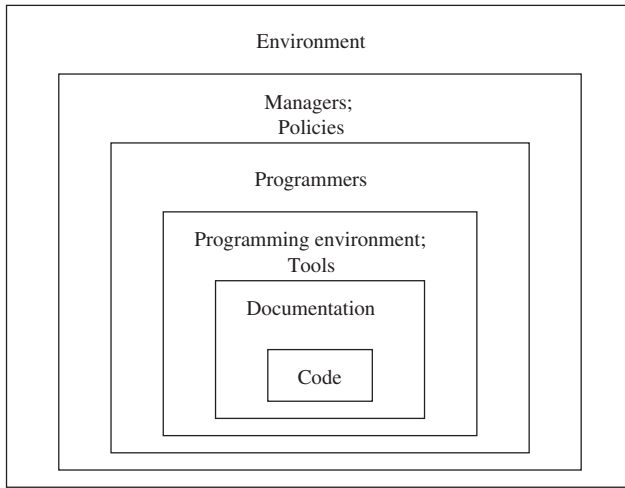 Environment
Managers;
Policies
Programmers
Programming environment;
Tools
Documentation
Code